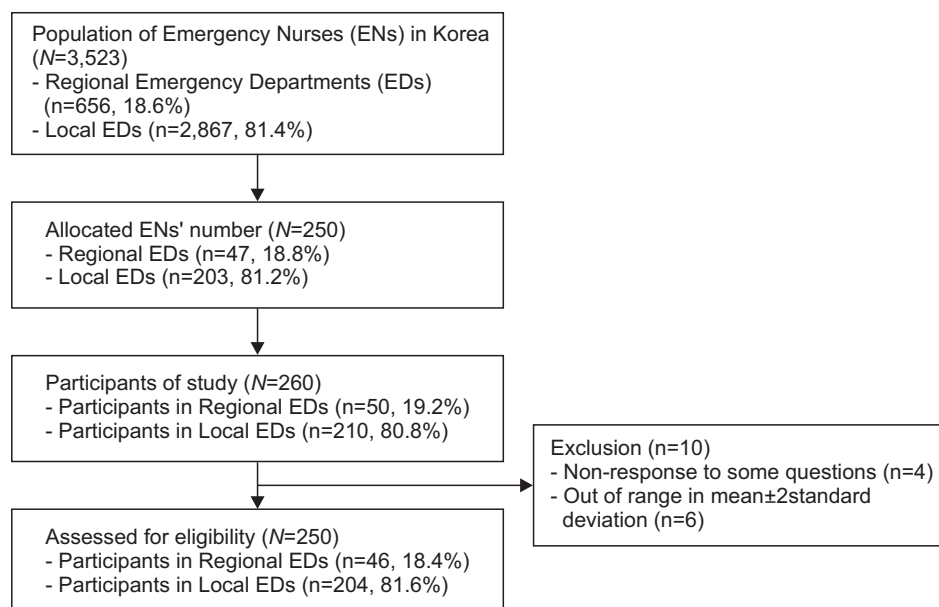 Population of Emergency Nurses (ENs) in Korea
(N=3,523)
- Regional Emergency Departments (EDs)
(n=656, 18.6%)
- Local EDs (n=2,867, 81.4%)
Allocated ENs' number (N=250)
- Regional EDs (n=47, 18.8%)
- Local EDs (n=203, 81.2%)
Participants of study (N=260)
- Participants in Regional EDs (n=50, 19.2%)
- Participants in Local EDs (n=210, 80.8%)
Exclusion (n=10)
- Non-response to some questions (n=4)
- Out of range in mean±2standard
deviation (n=6)
Assessed for eligibility (N=250)
- Participants in Regional EDs (n=46, 18.4%)
- Participants in Local EDs (n=204, 81.6%)